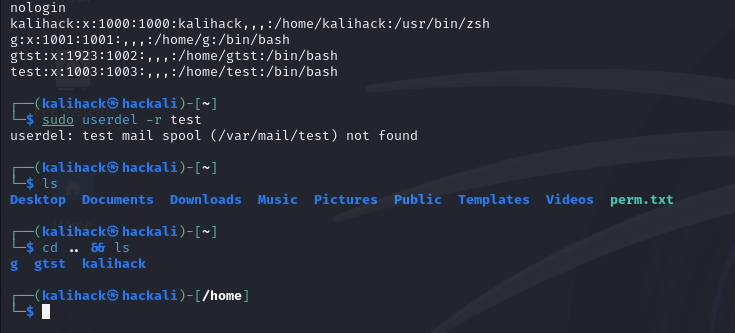 nologin
kalihack:x:1000:1000:kalihack,,,:/home/kalihack:/usr/bin/zsh
g:x:1001:1001:,,,:/home/g:/bin/bash
gtst:x:1923:1002:,,,:/home/gtst:/bin/bash
test:x:1003:1003:,,,:/home/test:/bin/bash
┌──(kalihack㉿hackali)-[~]
└─$ sudo userdel -r test
userdel: test mail spool (/var/mail/test) not found
┌──(kalihack㉿hackali)-[~]
└─$ ls
Desktop Documents Downloads Music Pictures Public Templates Videos perm.txt
┌──(kalihack㉿hackali)-[~]
└─$ cd .. && ls
g gtst kalihack
┌──(kalihack㉿hackali)-[/home]
└─$